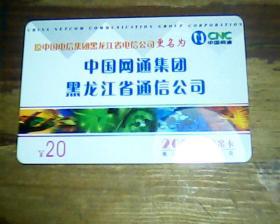 CHINA NETCOM COMMUNICATION GROUP CORPORATION
CNC
中国网通
原中国电信集团黑龙江省电信公司更名为
中国网通集团
黑龙江省通信公司
¥20